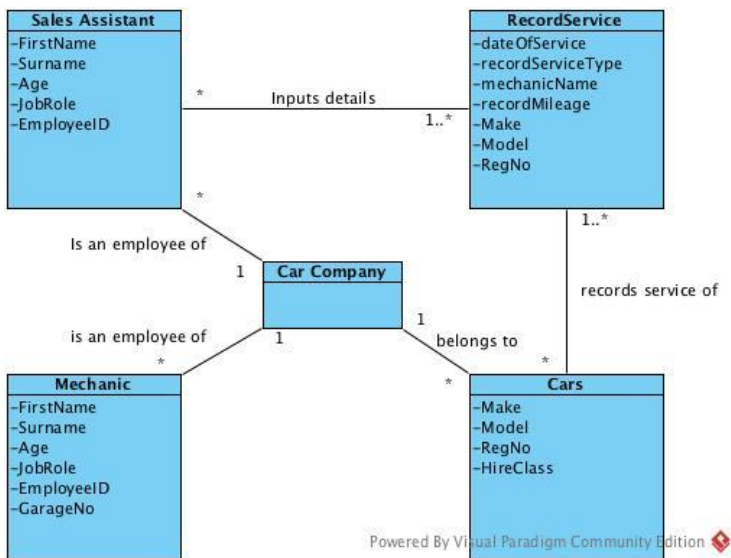 Sales Assistant
-FirstName
-Surname
-Age
-JobRole
-EmployeeID
RecordService
-dateOfService
-recordServiceType
-mechanicName
-recordMileage
-Make
-Model
-RegNo
*
Inputs details
1..*
*
Is an employee of
1
Car Company
1..*
records service of
*
is an employee of
1
*
1
belongs to
*
Mechanic
-FirstName
-Surname
-Age
-JobRole
-EmployeeID
-GarageNo
Cars
-Make
-Model
-RegNo
-HireClass
Powered By Visual Paradigm Community Edition